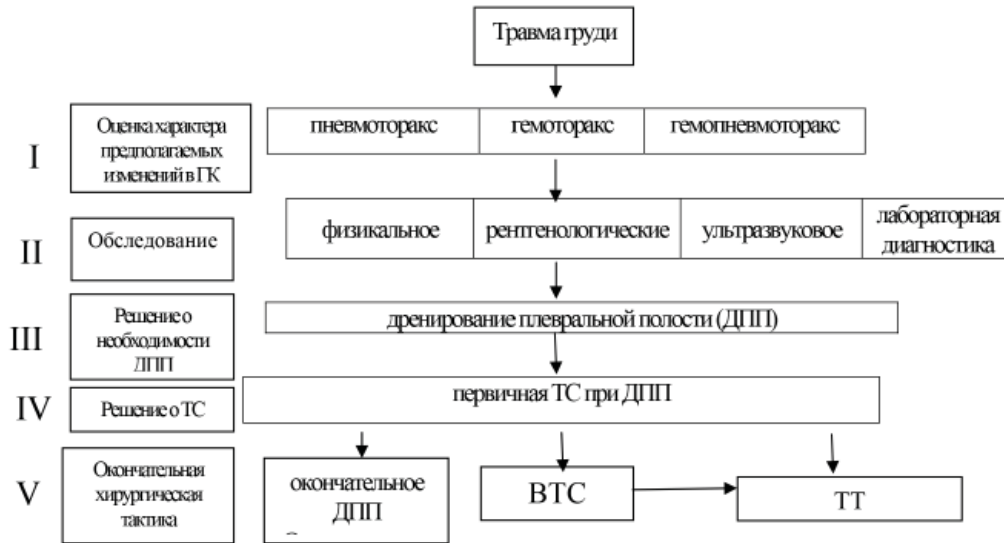 Травма груди
I
Оценка характера
предполагаемых
изменений в ГК
пневмоторакс
гемоторакс
гемопневмоторакс
II
Обследование
физикальное
рентгенологические
ультразвуковое
лабораторная
диагностика
III
Решение о
необходимости
ДПП
дренирование плевральной полости (ДПП)
IV
Решение о ТС
первичная ТС при ДПП
V
Окончательная
хирургическая
тактика
окончательное
ДПП
ВТС
ТТ